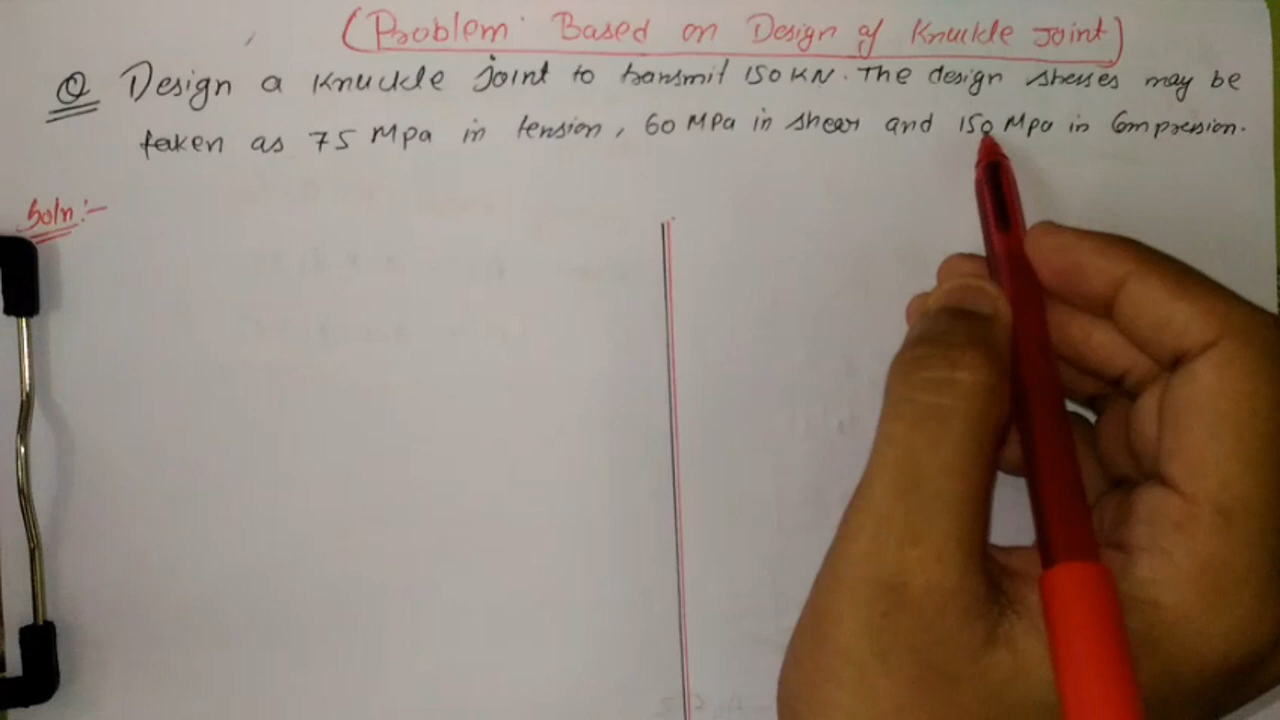 (Problem Based on Design of Knuckle Joint)
Q Design a Knuckle joint to transmit 150 KN. The design stresses may be
taken as 75 MPa in tension, 60 MPa in shear and 150 MPa in Compression.
Soln:-